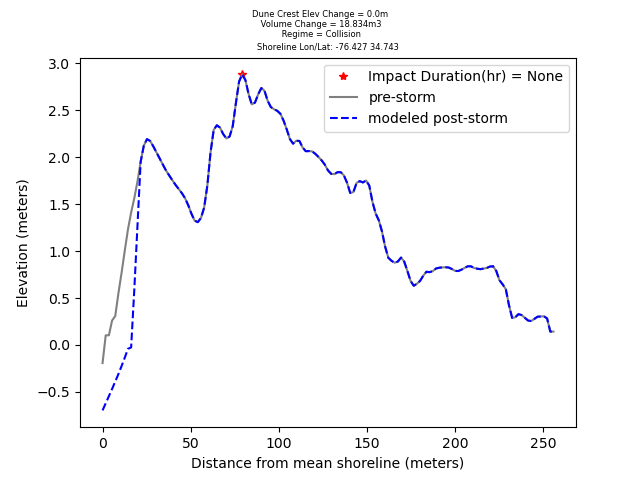 Dune Crest Elev Change = 0.0m
Volume Change = 18.834m3
Regime = Collision
Shoreline Lon/Lat: -76.427 34.743
Impact Duration(hr) = None
pre-storm
modeled post-storm
3.0
2.5
2.0
1.5
1.0
0.5
0.0
−0.5
Elevation (meters)
0 50 100 150 200 250
Distance from mean shoreline (meters)